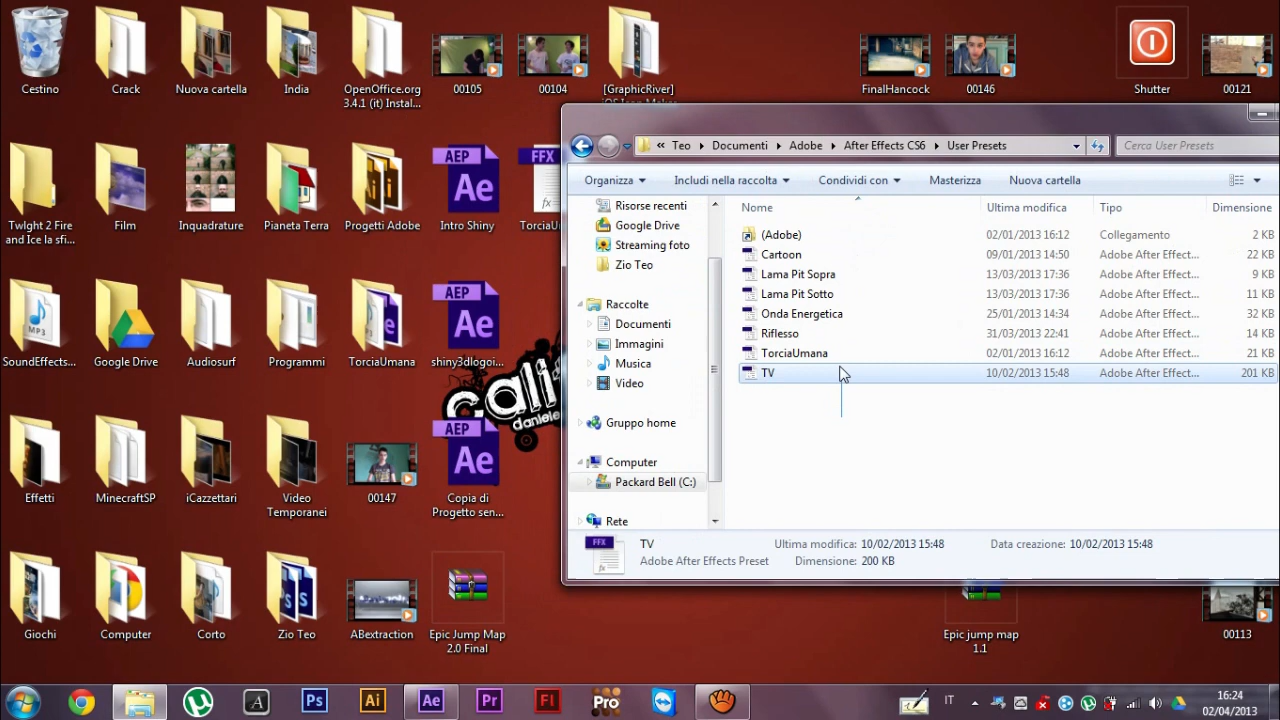 Cestino
Crack
Nuova cartella
India
OpenOffice.org
3.4.1 (it) Instal...
00105
00104
[GraphicRiver]
FinalHancock
00146
Shutter
00121
Twlght 2 Fire
and Ice la sfi...
Film
Inquadrature
Pianeta Terra
Progetti Adobe
AEP
Ae
Intro Shiny
FFX
fx
TorciaU
MP3
SoundEffects...
Google Drive
Audiosurf
Programmi
TorciaUmana
AEP
Ae
shiny3dlogoi...
cali
daniele
Effetti
MinecraftSP
iCazzettari
Video
Temporanei
00147
AEP
Ae
Copia di
Progetto sen...
Giochi
Computer
Corto
Zio Teo
ABextraction
Epic Jump Map
2.0 Final
Epic jump map
1.1
00113
« Teo Documenti Adobe After Effects CS6 User Presets
Cerca User Presets
Organizza Includi nella raccolta Condividi con Masterizza Nuova cartella
Risorse recenti
Google Drive
Streaming foto
Zio Teo
Raccolte
Documenti
Immagini
Musica
Video
Gruppo home
Computer
Packard Bell (C:)
Rete
Nome Ultima modifica Tipo Dimensione
(Adobe) 02/01/2013 16:12 Collegamento 2 KB
Cartoon 09/01/2013 14:50 Adobe After Effect... 22 KB
Lama Pit Sopra 13/03/2013 17:36 Adobe After Effect... 9 KB
Lama Pit Sotto 13/03/2013 17:36 Adobe After Effect... 11 KB
Onda Energetica 25/01/2013 14:34 Adobe After Effect... 32 KB
Riflesso 31/03/2013 22:41 Adobe After Effect... 14 KB
TorciaUmana 02/01/2013 16:12 Adobe After Effect... 21 KB
TV 10/02/2013 15:48 Adobe After Effect... 201 KB
FFX
fx
TV Ultima modifica: 10/02/2013 15:48 Data creazione: 10/02/2013 15:48
Adobe After Effects Preset Dimensione: 200 KB
A Ps Ai Ae Pr Fl Pro
IT
16:24
02/04/2013